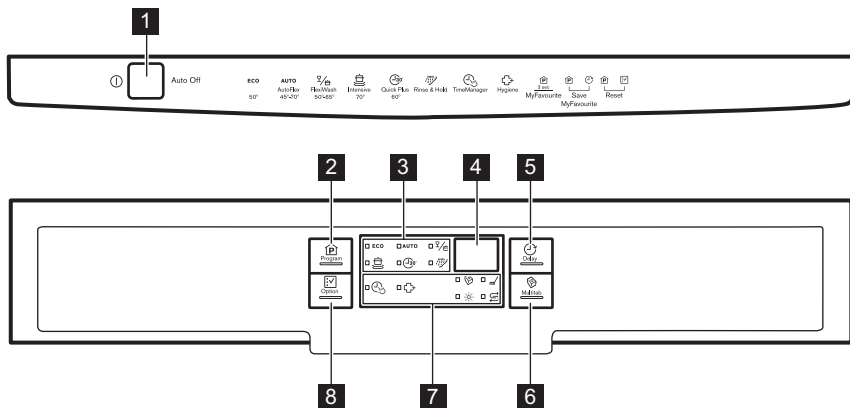 1
Auto Off
ECO AUTO
AutoFlex FlexiWash Intensive Quick Plus Rinse & Hold TimeManager Hygiene 3 sec MyFavourite Save MyFavourite Reset
50° 45°-70° 50°-65° 70° 60°
2 3 4 5
P Program ECO AUTO Delay
30'
Option Multitab
8 7 6